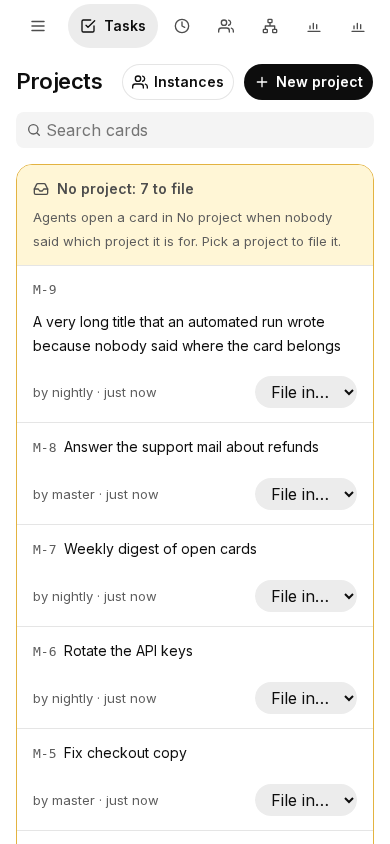 Tasks
Projects
Instances
New project
Search cards
No project: 7 to file
Agents open a card in No project when nobody
said which project it is for. Pick a project to file it.
M-9
A very long title that an automated run wrote
because nobody said where the card belongs
by nightly · just now
File in…
M-8 Answer the support mail about refunds
by master · just now
File in…
M-7 Weekly digest of open cards
by nightly · just now
File in…
M-6 Rotate the API keys
by nightly · just now
File in…
M-5 Fix checkout copy
by master · just now
File in…